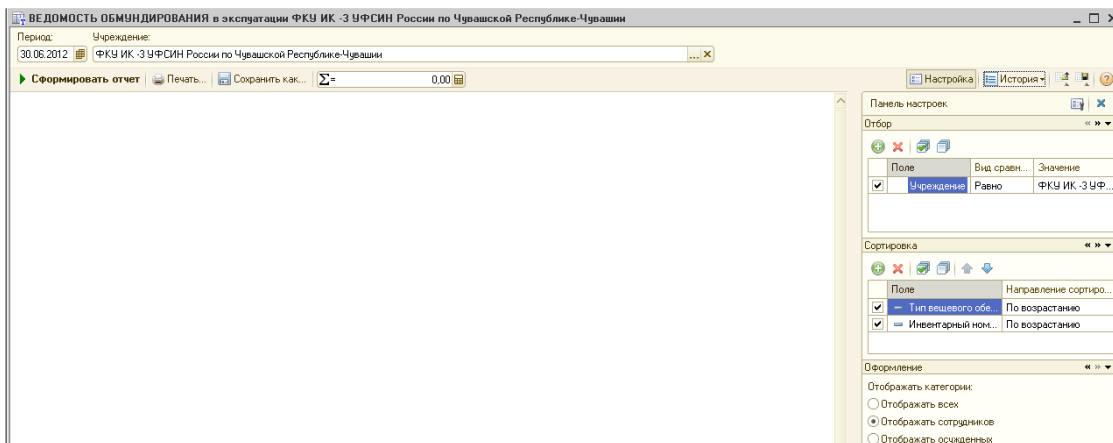 ВЕДОМОСТЬ ОБМУНДИРОВАНИЯ в экспуатации ФКУ ИК -3 УФСИН России по Чувашской Республике-Чувашии
Период: Учреждение:
30.06.2012 ФКУ ИК -3 УФСИН России по Чувашской Республике-Чувашии ... ×
Сформировать отчет Печать... Сохранить как... Σ= 0,00 Настройка История
Панель настроек
Отбор
Поле Вид сравн... Значение
Учреждение Равно ФКУ ИК -3 УФ...
Сортировка
Поле Направление сортиро...
Тип вещевого обе... По возрастанию
Инвентарный ном... По возрастанию
Оформление
Отображать категории:
Отображать всех
Отображать сотрудников
Отображать осужденных